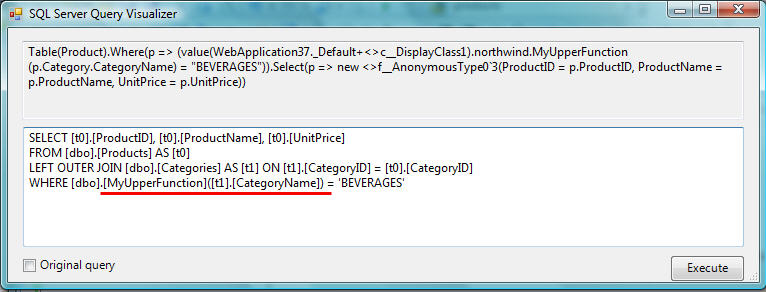 SQL Server Query Visualizer
Table(Product).Where(p => (value(WebApplication37._Default+<>c__DisplayClass1).northwind.MyUpperFunction
(p.Category.CategoryName) = "BEVERAGES")).Select(p => new <>f__AnonymousType0`3(ProductID = p.ProductID, ProductName =
p.ProductName, UnitPrice = p.UnitPrice))
SELECT [t0].[ProductID], [t0].[ProductName], [t0].[UnitPrice]
FROM [dbo].[Products] AS [t0]
LEFT OUTER JOIN [dbo].[Categories] AS [t1] ON [t1].[CategoryID] = [t0].[CategoryID]
WHERE [dbo].[MyUpperFunction]([t1].[CategoryName]) = 'BEVERAGES'
Original query
Execute